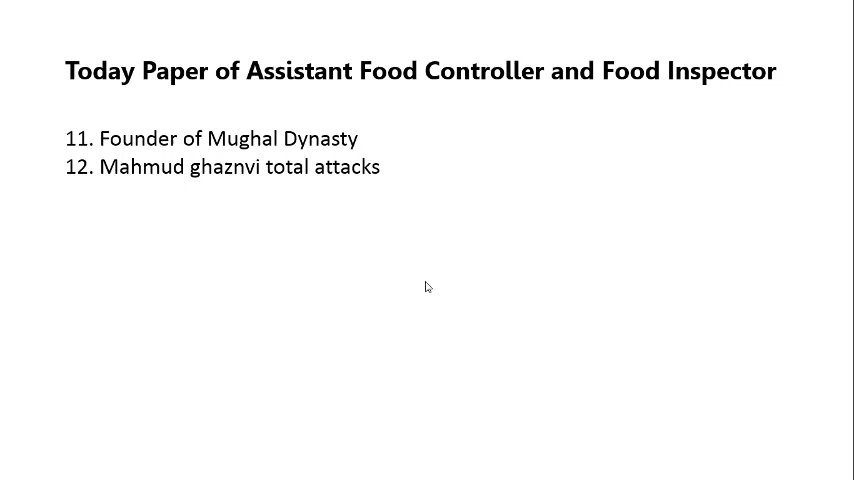 Today Paper of Assistant Food Controller and Food Inspector
11. Founder of Mughal Dynasty
12. Mahmud ghaznvi total attacks